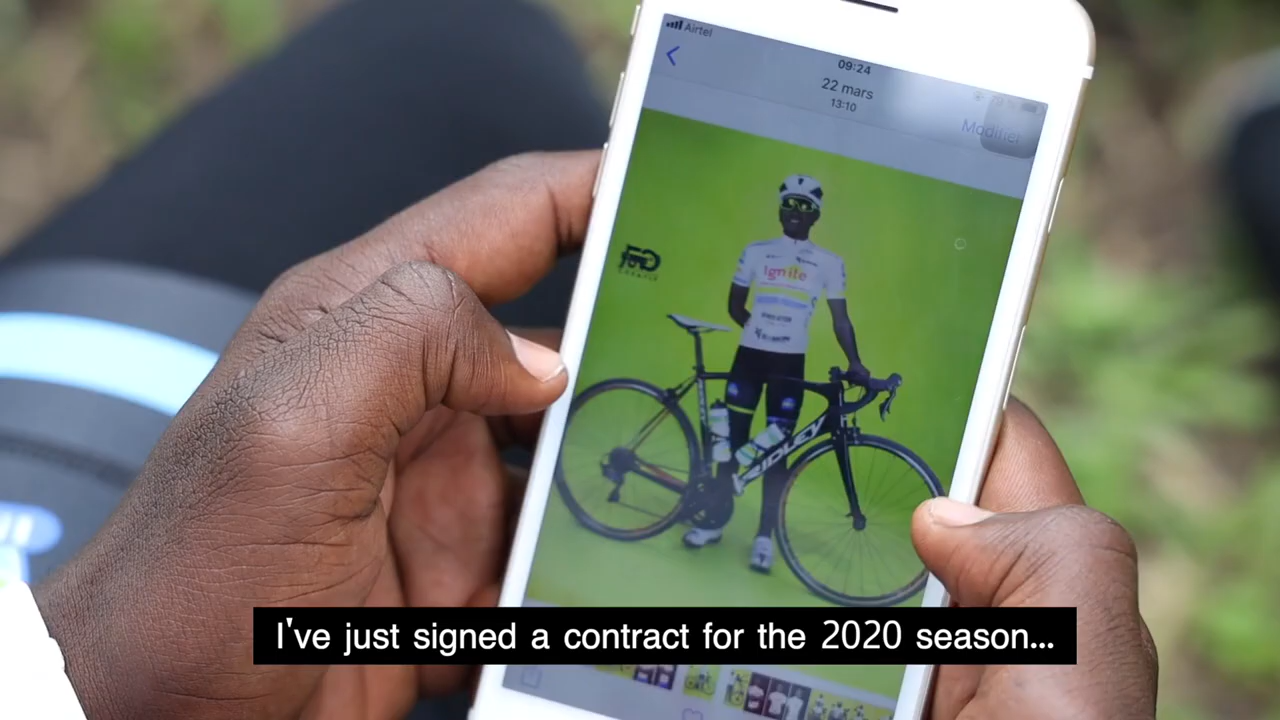 Airtel
09:24
22 mars
13:10
Modifier
Ignite
RIDLEY
I've just signed a contract for the 2020 season...